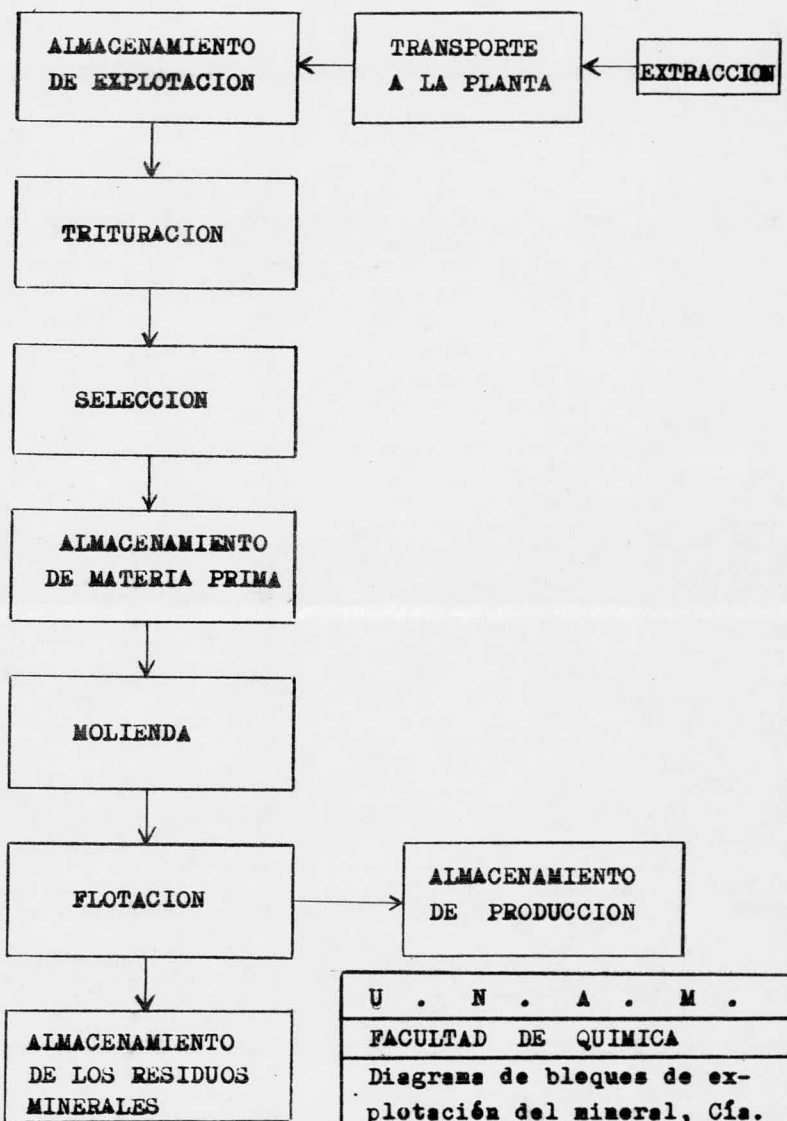 ALMACENAMIENTO
DE EXPLOTACION
TRANSPORTE
A LA PLANTA
EXTRACCION
TRITURACION
SELECCION
ALMACENAMIENTO
DE MATERIA PRIMA
MOLIENDA
FLOTACION
ALMACENAMIENTO
DE PRODUCCION
ALMACENAMIENTO
DE LOS RESIDUOS
MINERALES
U . N . A . M .
FACULTAD DE QUIMICA
Diagrama de bloques de ex-
plotación del mineral, Cía.